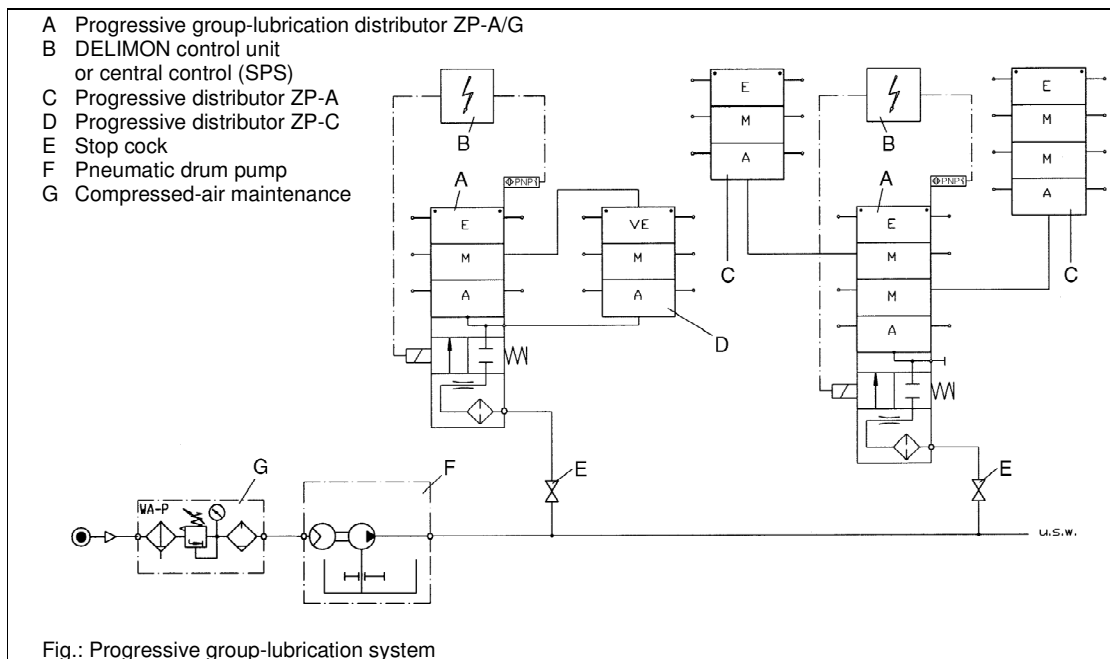 A Progressive group-lubrication distributor ZP-A/G
B DELIMON control unit
or central control (SPS)
C Progressive distributor ZP-A
D Progressive distributor ZP-C
E Stop cock
F Pneumatic drum pump
G Compressed-air maintenance
B
A
PNP
E
M
A
VE
M
A
D
E
M
A
C
B
A
PNP
E
M
M
A
E
M
M
A
C
E
E
G
F
WA-P
u.s.w.
Fig.: Progressive group-lubrication system